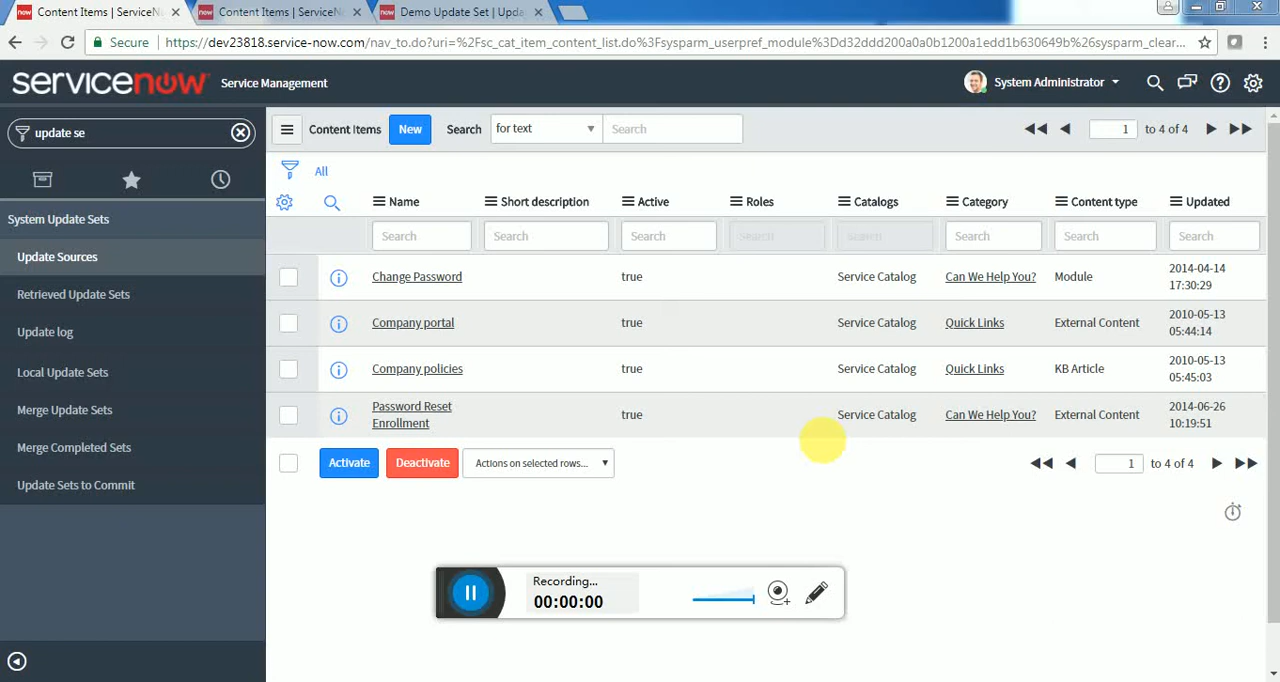 Content Items | ServiceN
Content Items | ServiceNe
Demo Update Set | Upda
Secure
https://dev23818.service-now.com/nav_to.do?uri=%2Fsc_cat_item_content_list.do%3Fsysparm_userpref_module%3Dd32ddd200a0a0b1200a1edd1b630649b%26sysparm_clear...
servicenow
Service Management
System Administrator
update se
Content Items
New
Search
for text
Search
1
to 4 of 4
All
System Update Sets
Name
Short description
Active
Roles
Catalogs
Category
Content type
Updated
Search
Search
Search
Search
Search
Search
Search
Search
Update Sources
Change Password
true
Service Catalog
Can We Help You?
Module
2014-04-14
17:30:29
Retrieved Update Sets
Company portal
true
Service Catalog
Quick Links
External Content
2010-05-13
05:44:14
Update log
Company policies
true
Service Catalog
Quick Links
KB Article
2010-05-13
05:45:03
Local Update Sets
Password Reset
Enrollment
true
Service Catalog
Can We Help You?
External Content
2014-06-26
10:19:51
Merge Update Sets
Merge Completed Sets
Activate
Deactivate
Actions on selected rows...
1
to 4 of 4
Update Sets to Commit
Recording...
00:00:00